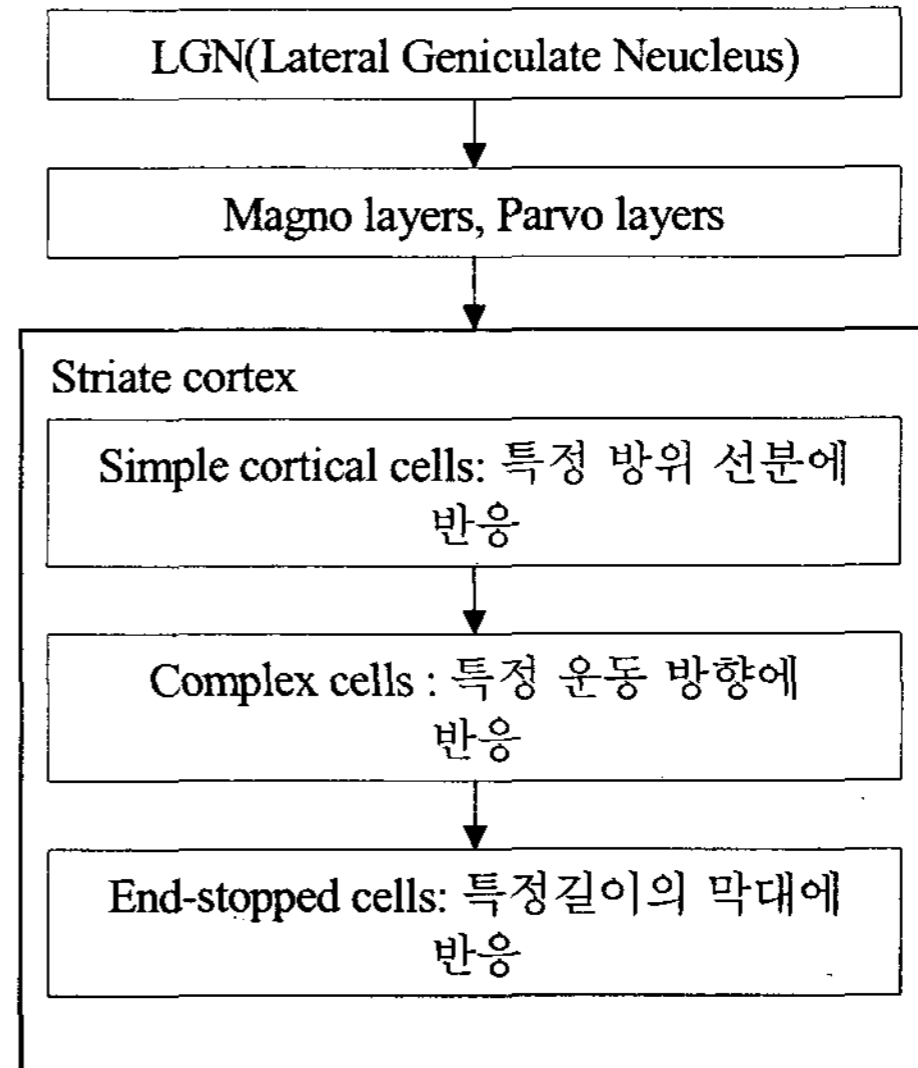 LGN(Lateral Geniculate Neucleus)
Magno layers, Parvo layers
Striate cortex
Simple cortical cells: 특정 방위 선분에
반응
Complex cells : 특정 운동 방향에
반응
End-stopped cells: 특정길이의 막대에
반응